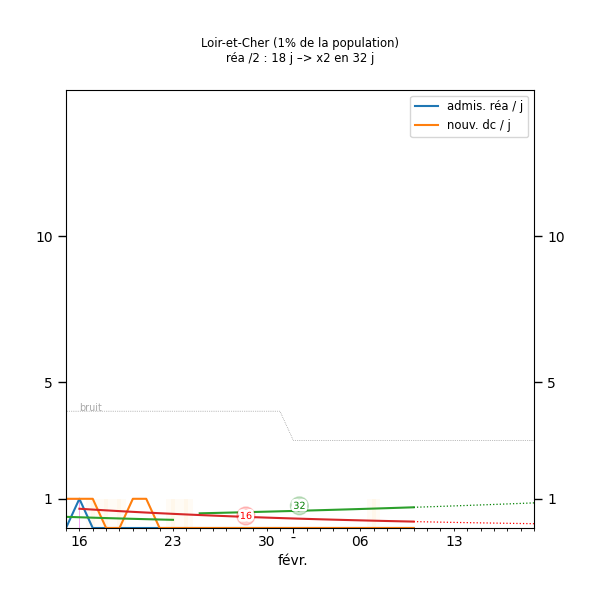 Loir-et-Cher (1% de la population)
réa /2 : 18 j –> x2 en 32 j
admis. réa / j
nouv. dc / j
10
10
5
5
bruit
1
1
32
16
16
23
30
-
06
13
févr.